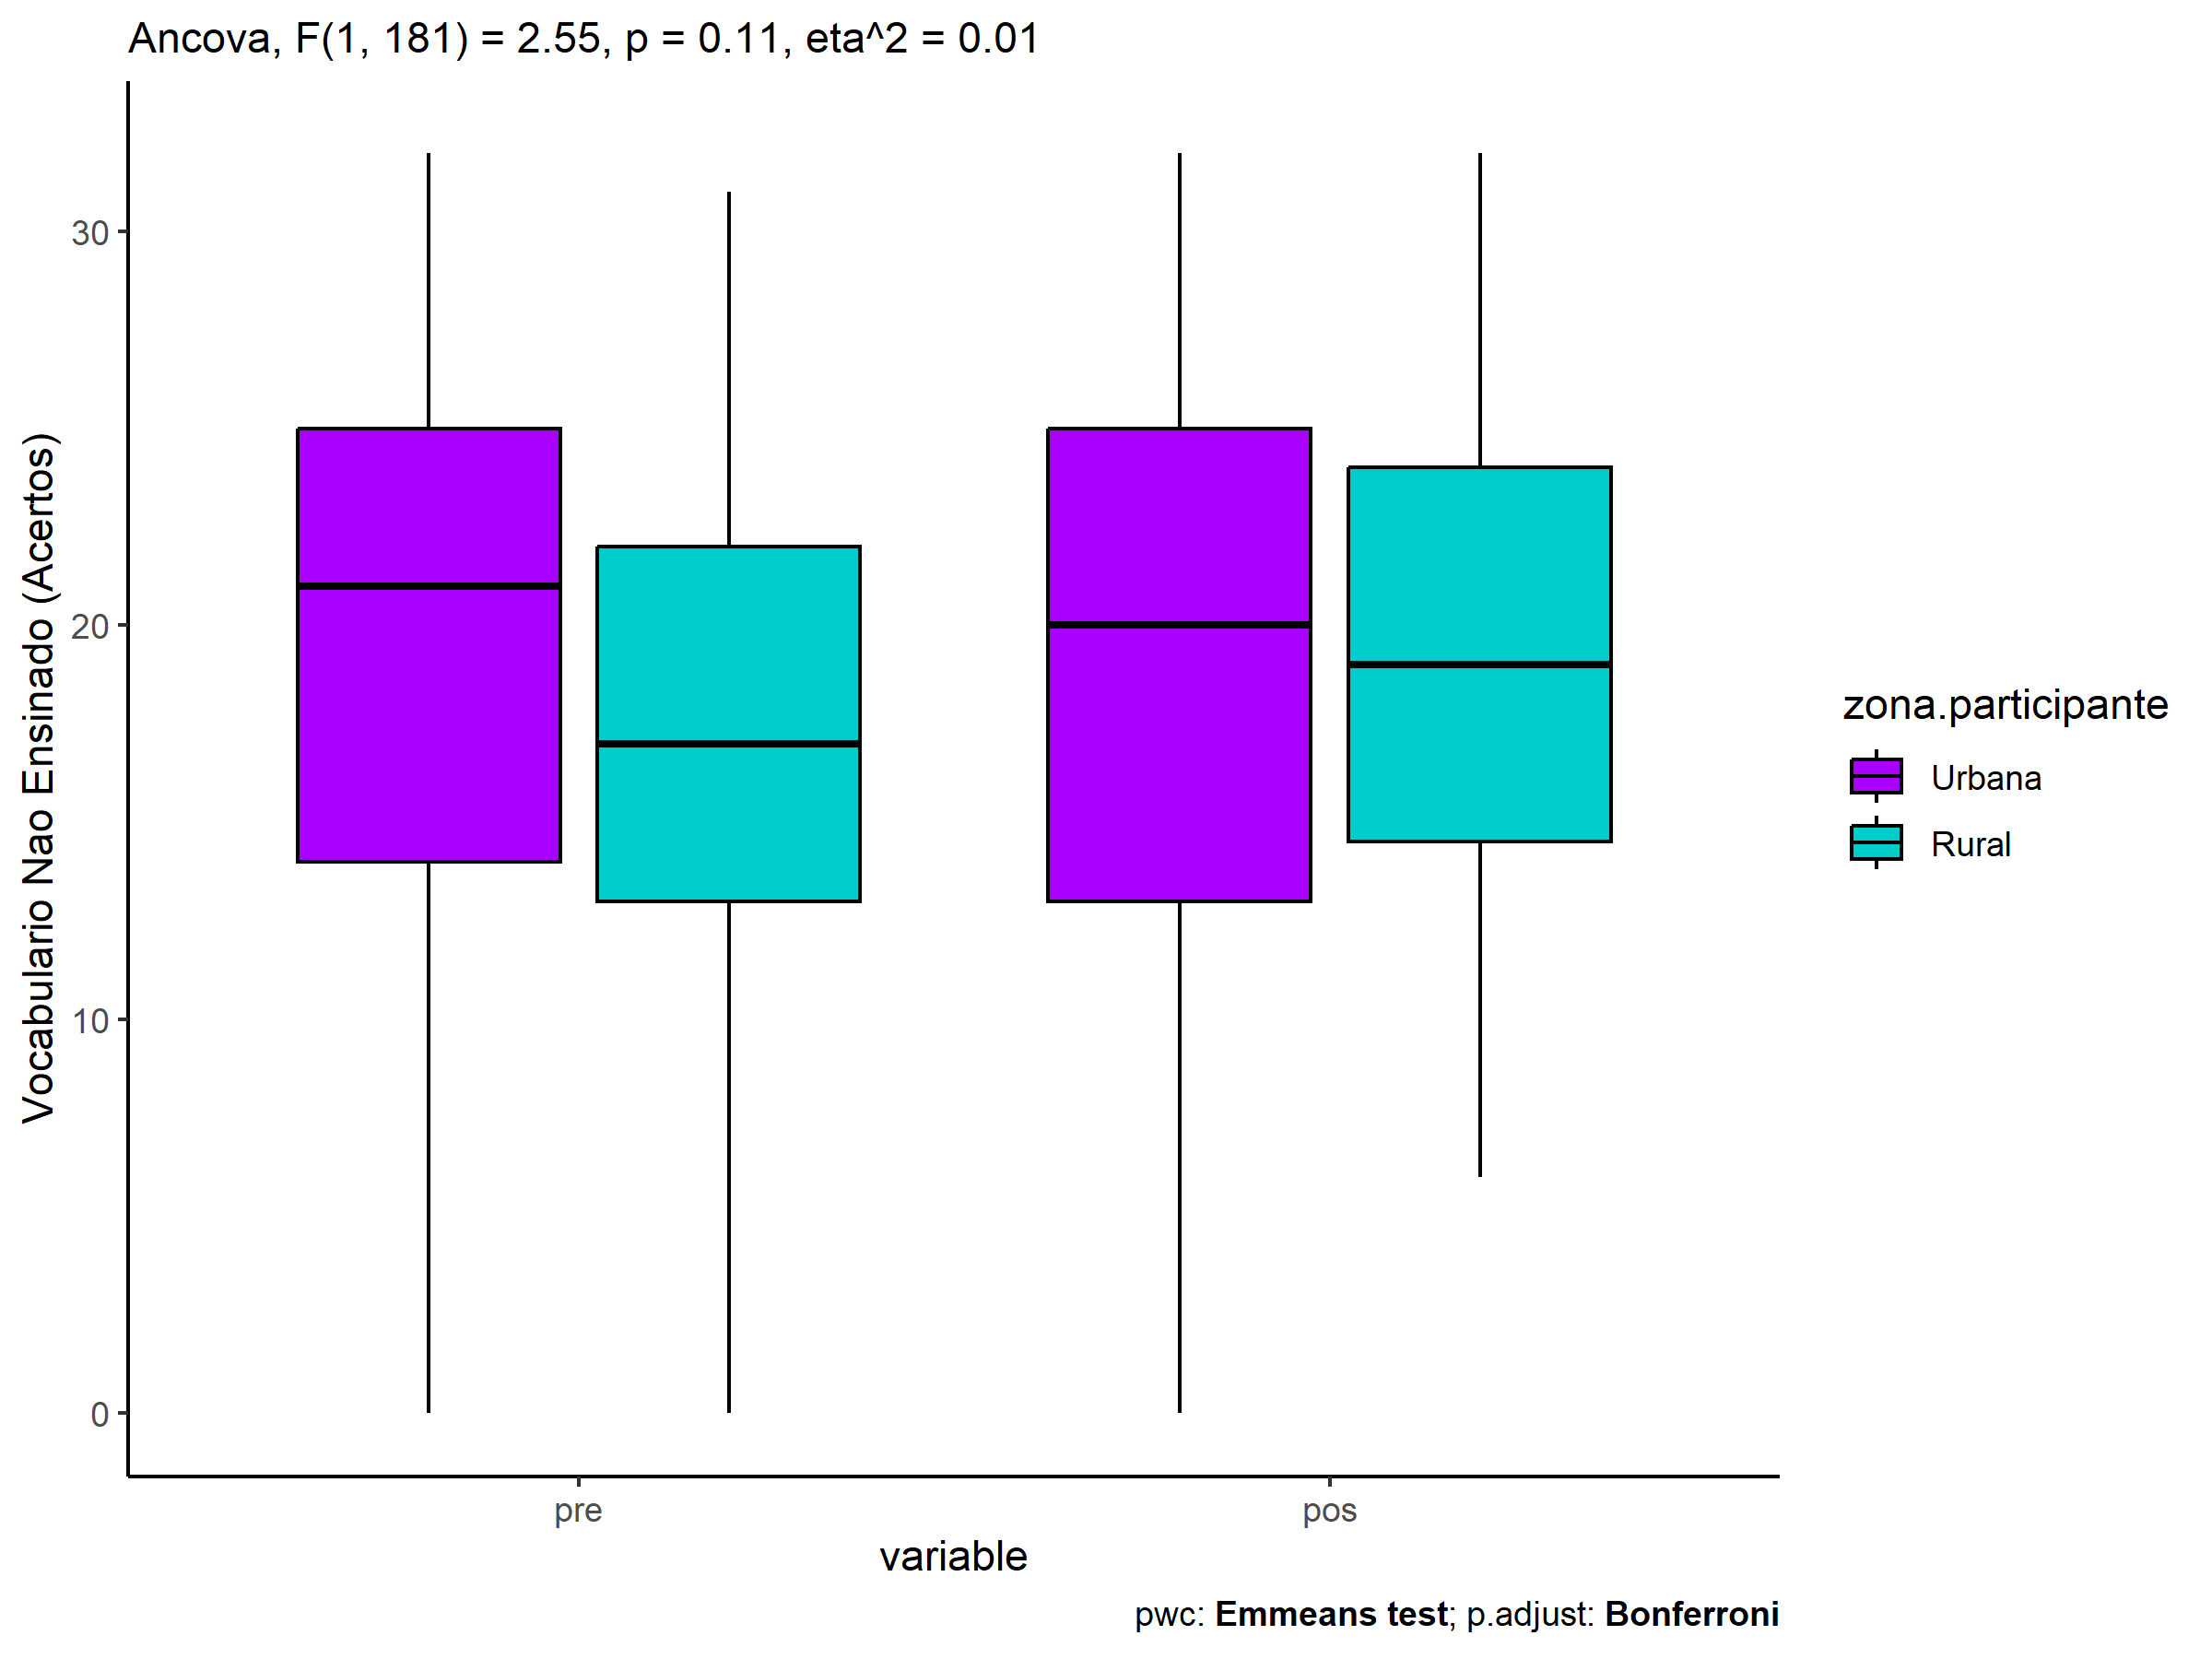 Ancova, F(1, 181) = 2.55, p = 0.11, eta^2 = 0.01
Vocabulario Nao Ensinado (Acertos)
30
20
10
0
pre
pos
variable
zona.participante
Urbana
Rural
pwc: Emmeans test; p.adjust: Bonferroni